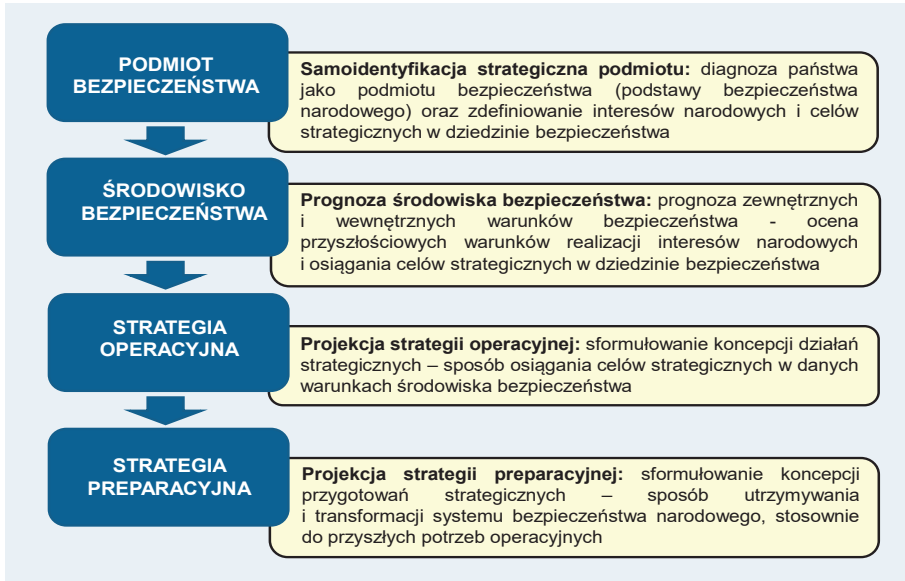 PODMIOT
BEZPIECZEŃSTWA
Samoidentyfikacja strategiczna podmiotu: diagnoza państwa
jako podmiotu bezpieczeństwa (podstawy bezpieczeństwa
narodowego) oraz zdefiniowanie interesów narodowych i celów
strategicznych w dziedzinie bezpieczeństwa
ŚRODOWISKO
BEZPIECZEŃSTWA
Prognoza środowiska bezpieczeństwa: prognoza zewnętrznych
i wewnętrznych warunków bezpieczeństwa - ocena
przyszłościowych warunków realizacji interesów narodowych
i osiągania celów strategicznych w dziedzinie bezpieczeństwa
STRATEGIA
OPERACYJNA
Projekcja strategii operacyjnej: sformułowanie koncepcji działań
strategicznych – sposób osiągania celów strategicznych w danych
warunkach środowiska bezpieczeństwa
STRATEGIA
PREPARACYJNA
Projekcja strategii preparacyjnej: sformułowanie koncepcji
przygotowań strategicznych – sposób utrzymywania
i transformacji systemu bezpieczeństwa narodowego, stosownie
do przyszłych potrzeb operacyjnych